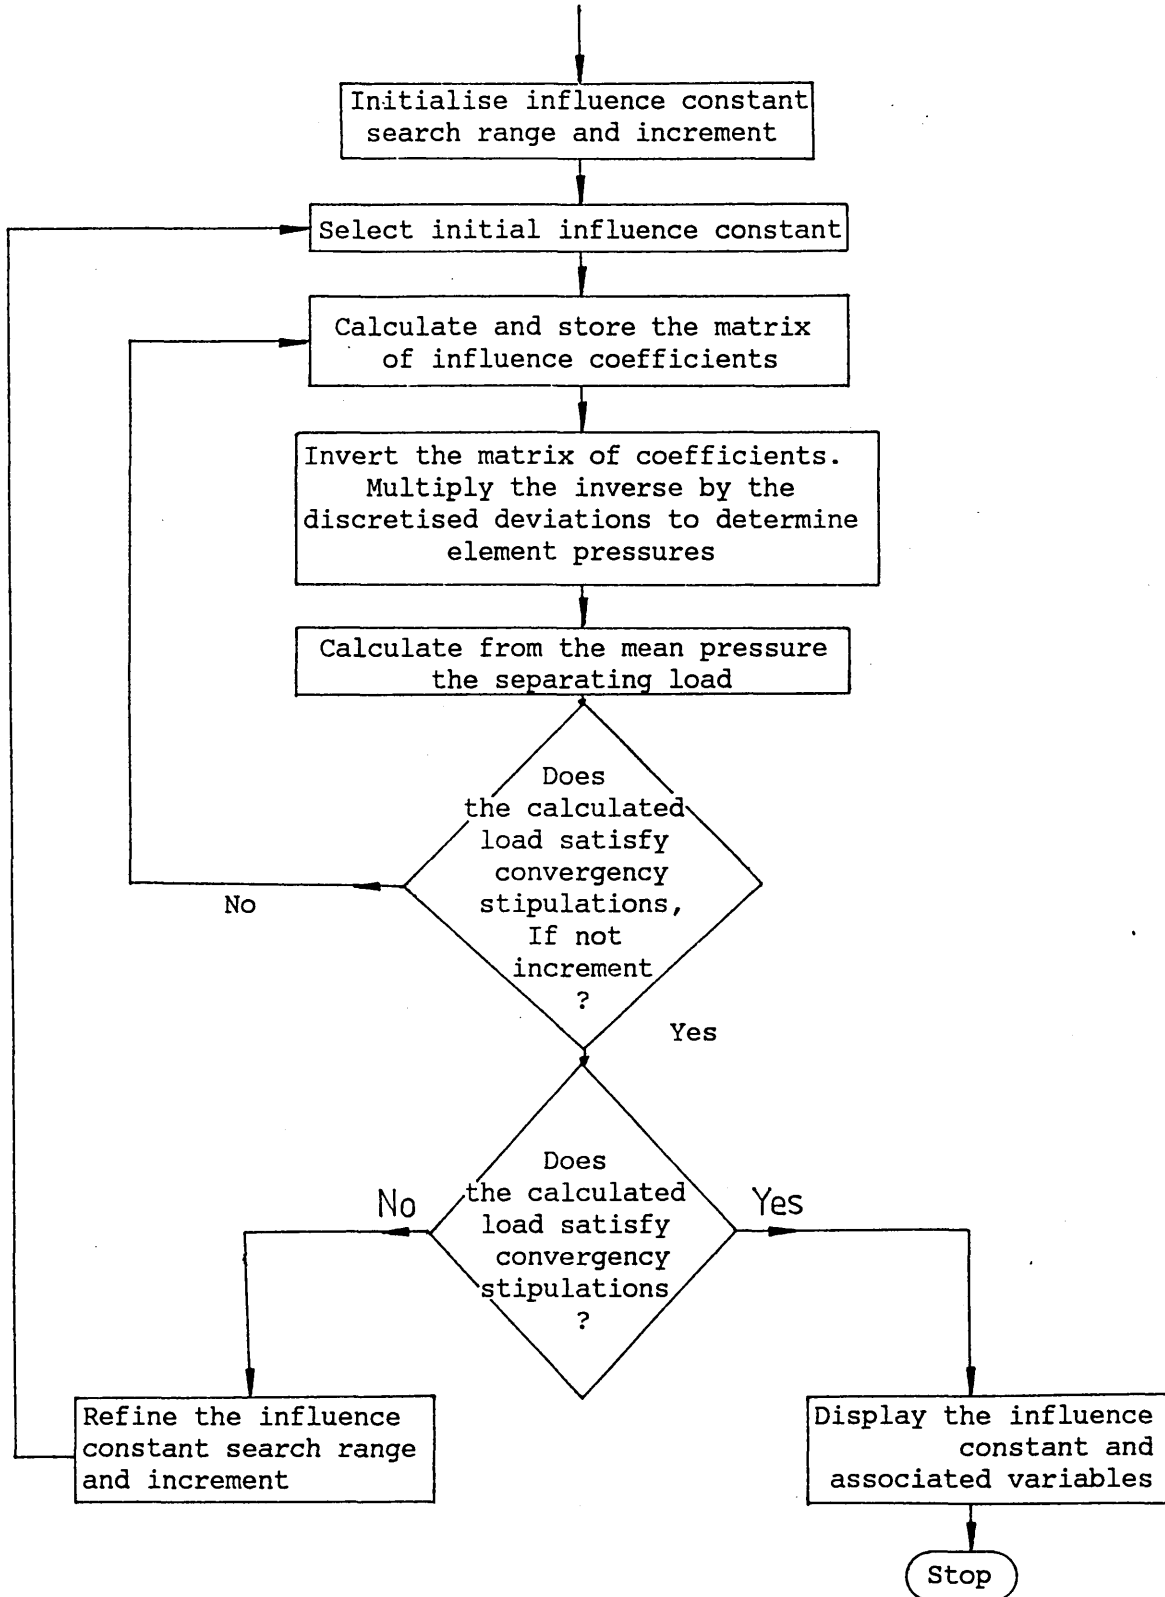 Initialise influence constant
search range and increment
Select initial influence constant
Calculate and store the matrix
of influence coefficients
Invert the matrix of coefficients.
Multiply the inverse by the
discretised deviations to determine
element pressures
Calculate from the mean pressure
the separating load
Does
the calculated
load satisfy
convergency
stipulations,
If not
increment
?
No
Yes
Does
the calculated
load satisfy
convergency
stipulations
?
No
Yes
Refine the influence
constant search range
and increment
Display the influence
constant and
associated variables
Stop